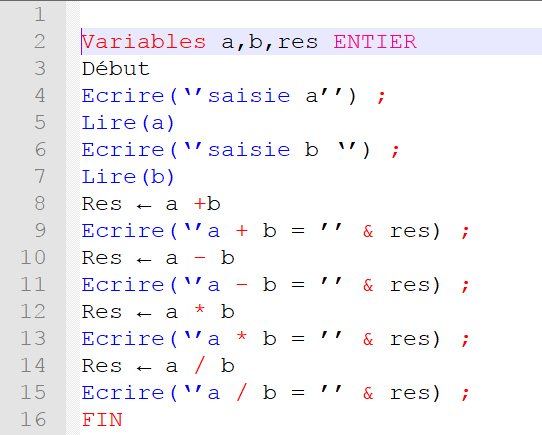 1
2 Variables a,b,res ENTIER
3 Début
4 Ecrire(‘’saisie a’’) ;
5 Lire(a)
6 Ecrire(‘’saisie b ‘’) ;
7 Lire(b)
8 Res ← a +b
9 Ecrire(‘’a + b = ’’ & res) ;
10 Res ← a - b
11 Ecrire(‘’a - b = ’’ & res) ;
12 Res ← a * b
13 Ecrire(‘’a * b = ’’ & res) ;
14 Res ← a / b
15 Ecrire(‘’a / b = ’’ & res) ;
16 FIN